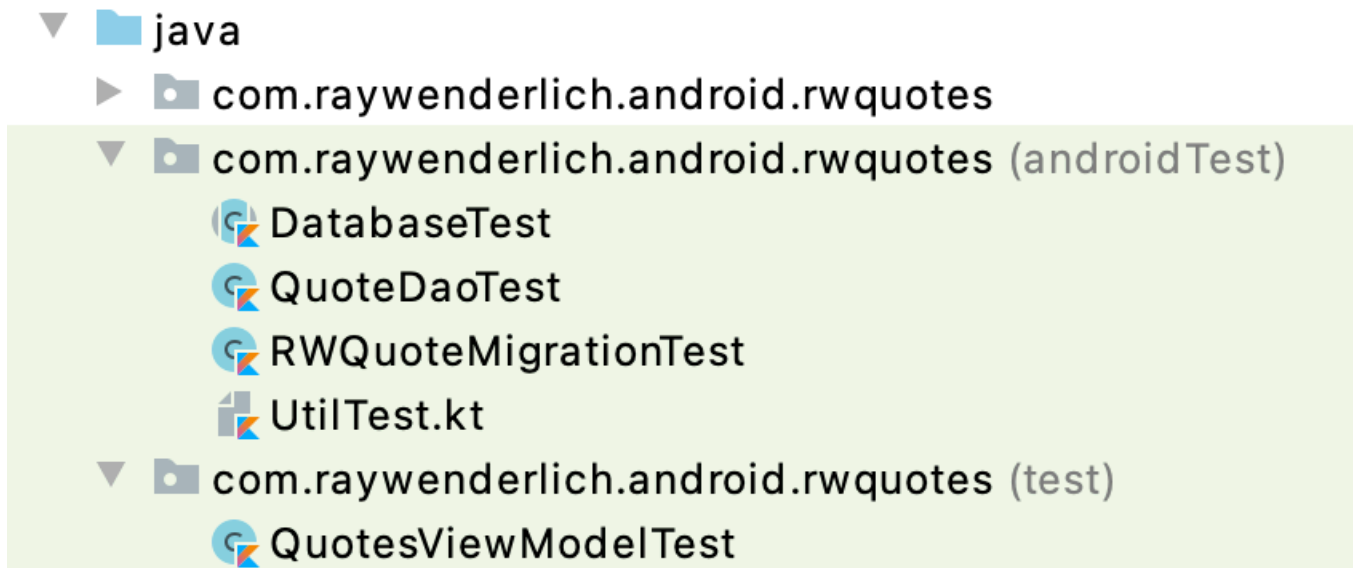 java
com.raywenderlich.android.rwquotes
com.raywenderlich.android.rwquotes (androidTest)
DatabaseTest
QuoteDaoTest
RWQuoteMigrationTest
UtilTest.kt
com.raywenderlich.android.rwquotes (test)
QuotesViewModelTest